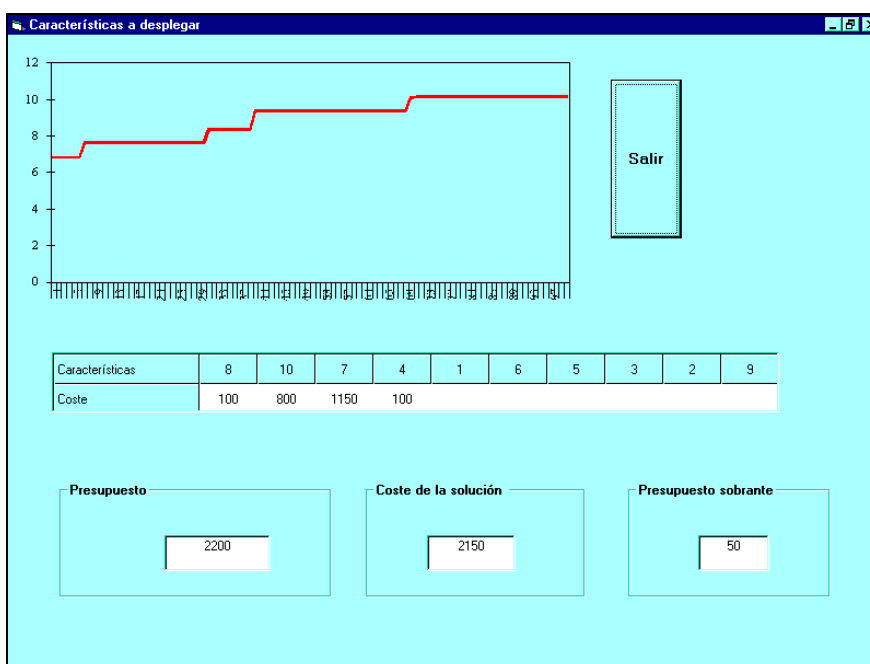 Características a desplegar
12
10
8
6
4
2
0
Salir
Características 8 10 7 4 1 6 5 3 2 9
Coste 100 800 1150 100
Presupuesto Coste de la solución Presupuesto sobrante
2200 2150 50